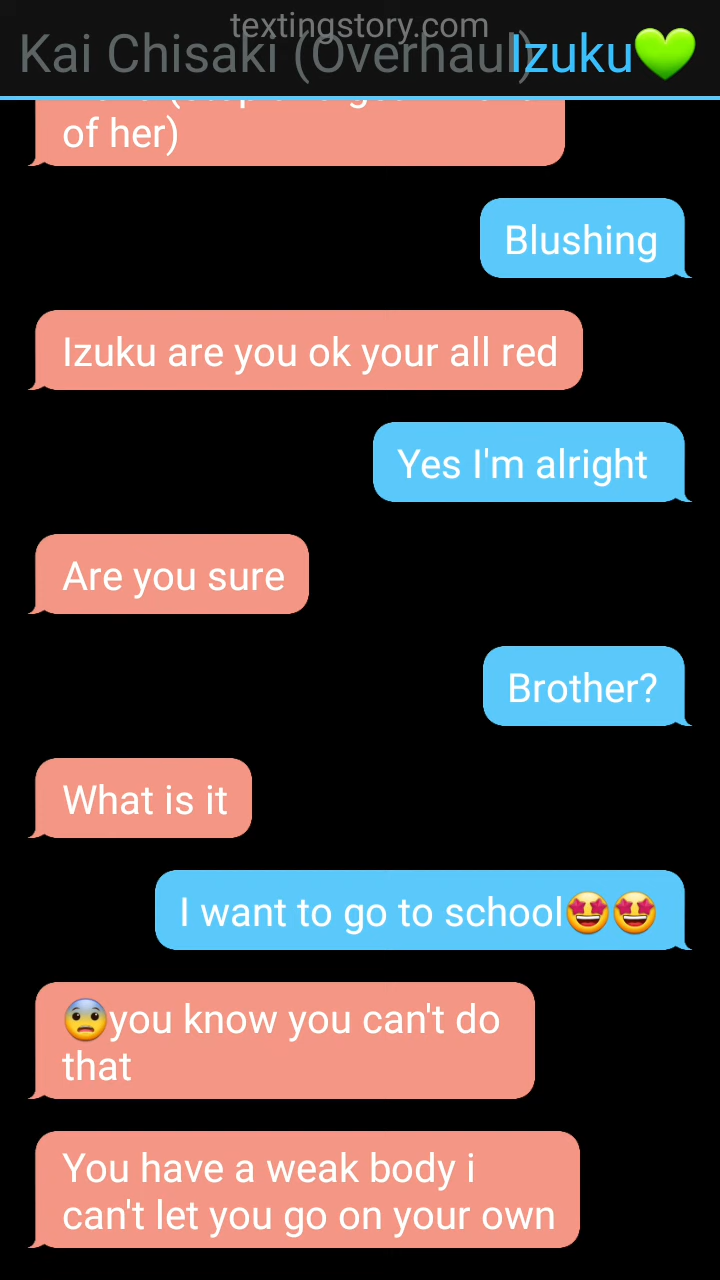 textingstory.com
Kai Chisaki (Overhaul) Izuku💚
of her)
Blushing
Izuku are you ok your all red
Yes I'm alright
Are you sure
Brother?
What is it
I want to go to school🤩🤩
😨you know you can't do
that
You have a weak body i
can't let you go on your own